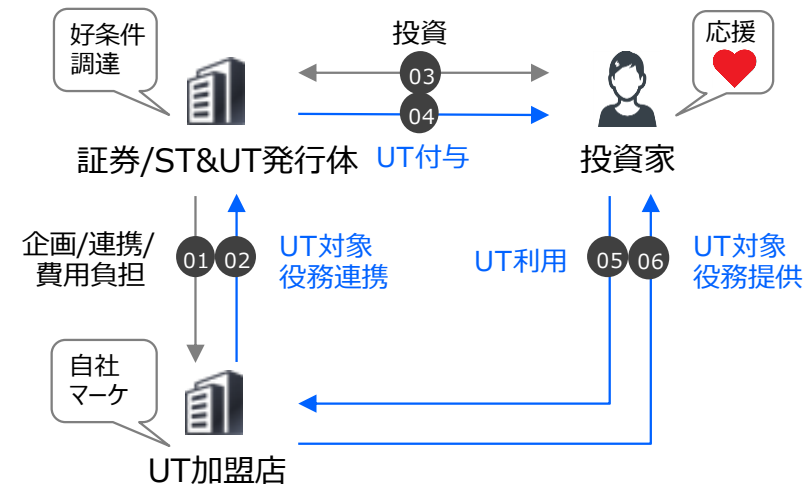 好条件
調達
投資
応援
03
04
証券/ST&UT発行体
UT付与
投資家
企画/連携/
費用負担
01
02
UT対象
役務連携
UT利用
05
06
UT対象
役務提供
自社
マーケ
UT加盟店